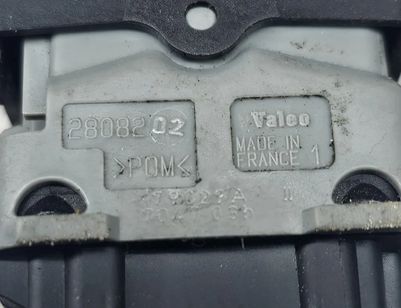 2808202
>POM<
Valeo
MADE IN
FRANCE 1